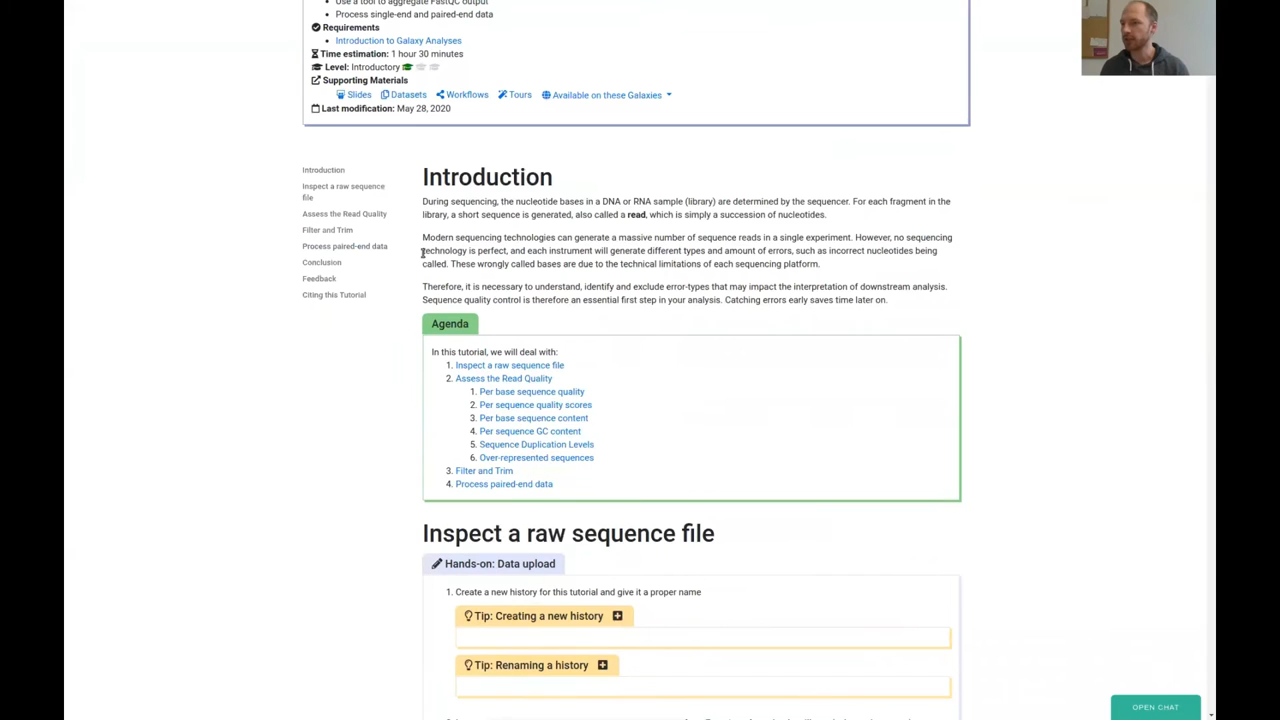 Use a tool to aggregate FastQC output
Process single-end and paired-end data
Requirements
Introduction to Galaxy Analyses
Time estimation: 1 hour 30 minutes
Level: Introductory
Supporting Materials
Slides Datasets Workflows Tours Available on these Galaxies
Last modification: May 28, 2020
Introduction
Inspect a raw sequence
file
Assess the Read Quality
Filter and Trim
Process paired-end data
Conclusion
Feedback
Citing this Tutorial
Introduction
During sequencing, the nucleotide bases in a DNA or RNA sample (library) are determined by the sequencer. For each fragment in the
library, a short sequence is generated, also called a read, which is simply a succession of nucleotides.
Modern sequencing technologies can generate a massive number of sequence reads in a single experiment. However, no sequencing
technology is perfect, and each instrument will generate different types and amount of errors, such as incorrect nucleotides being
called. These wrongly called bases are due to the technical limitations of each sequencing platform.
Therefore, it is necessary to understand, identify and exclude error-types that may impact the interpretation of downstream analysis.
Sequence quality control is therefore an essential first step in your analysis. Catching errors early saves time later on.
Agenda
In this tutorial, we will deal with:
1. Inspect a raw sequence file
2. Assess the Read Quality
1. Per base sequence quality
2. Per sequence quality scores
3. Per base sequence content
4. Per sequence GC content
5. Sequence Duplication Levels
6. Over-represented sequences
3. Filter and Trim
4. Process paired-end data
Inspect a raw sequence file
Hands-on: Data upload
1. Create a new history for this tutorial and give it a proper name
Tip: Creating a new history
Tip: Renaming a history
OPEN CHAT